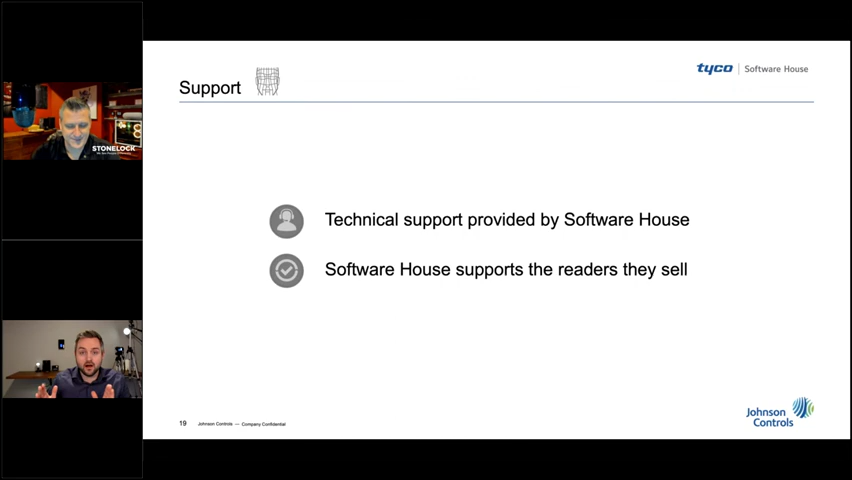 Support
tyco | Software House
Technical support provided by Software House
Software House supports the readers they sell
19
Johnson Controls — Company Confidential
Johnson
Controls
STONELOCK